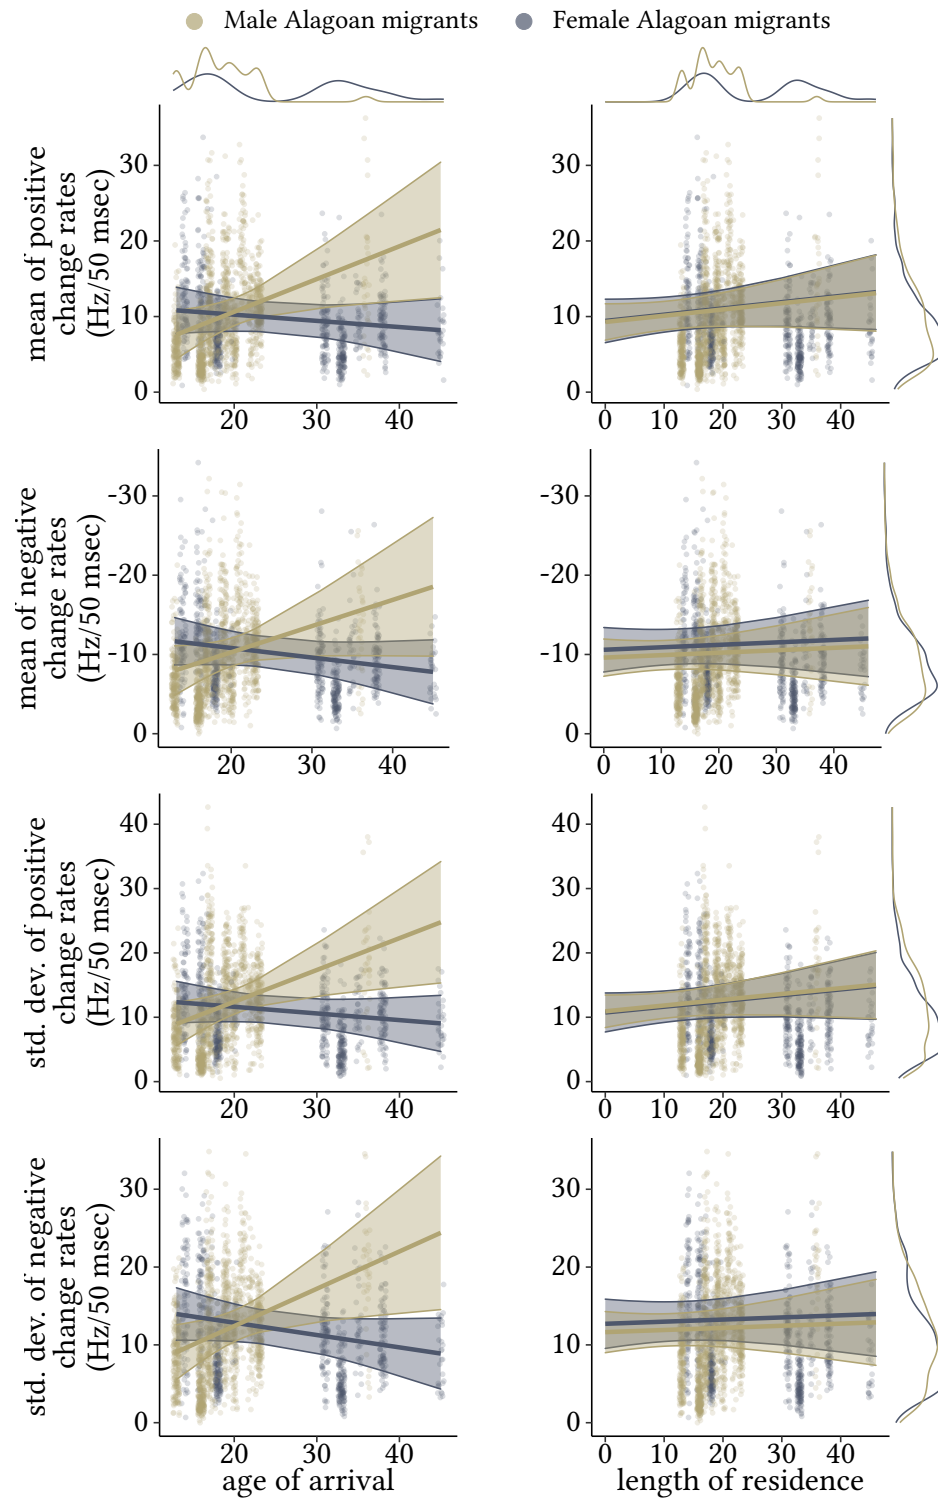 Male Alagoan migrants Female Alagoan migrants
mean of positive
change rates
(Hz/50 msec)
30
20
10
0
20 30 40
30
20
10
0
0 10 20 30 40
mean of negative
change rates
(Hz/50 msec)
-30
-20
-10
0
20 30 40
-30
-20
-10
0
0 10 20 30 40
std. dev. of positive
change rates
(Hz/50 msec)
40
30
20
10
0
20 30 40
40
30
20
10
0
0 10 20 30 40
std. dev. of negative
change rates
(Hz/50 msec)
30
20
10
0
20 30 40
age of arrival
30
20
10
0
0 10 20 30 40
length of residence